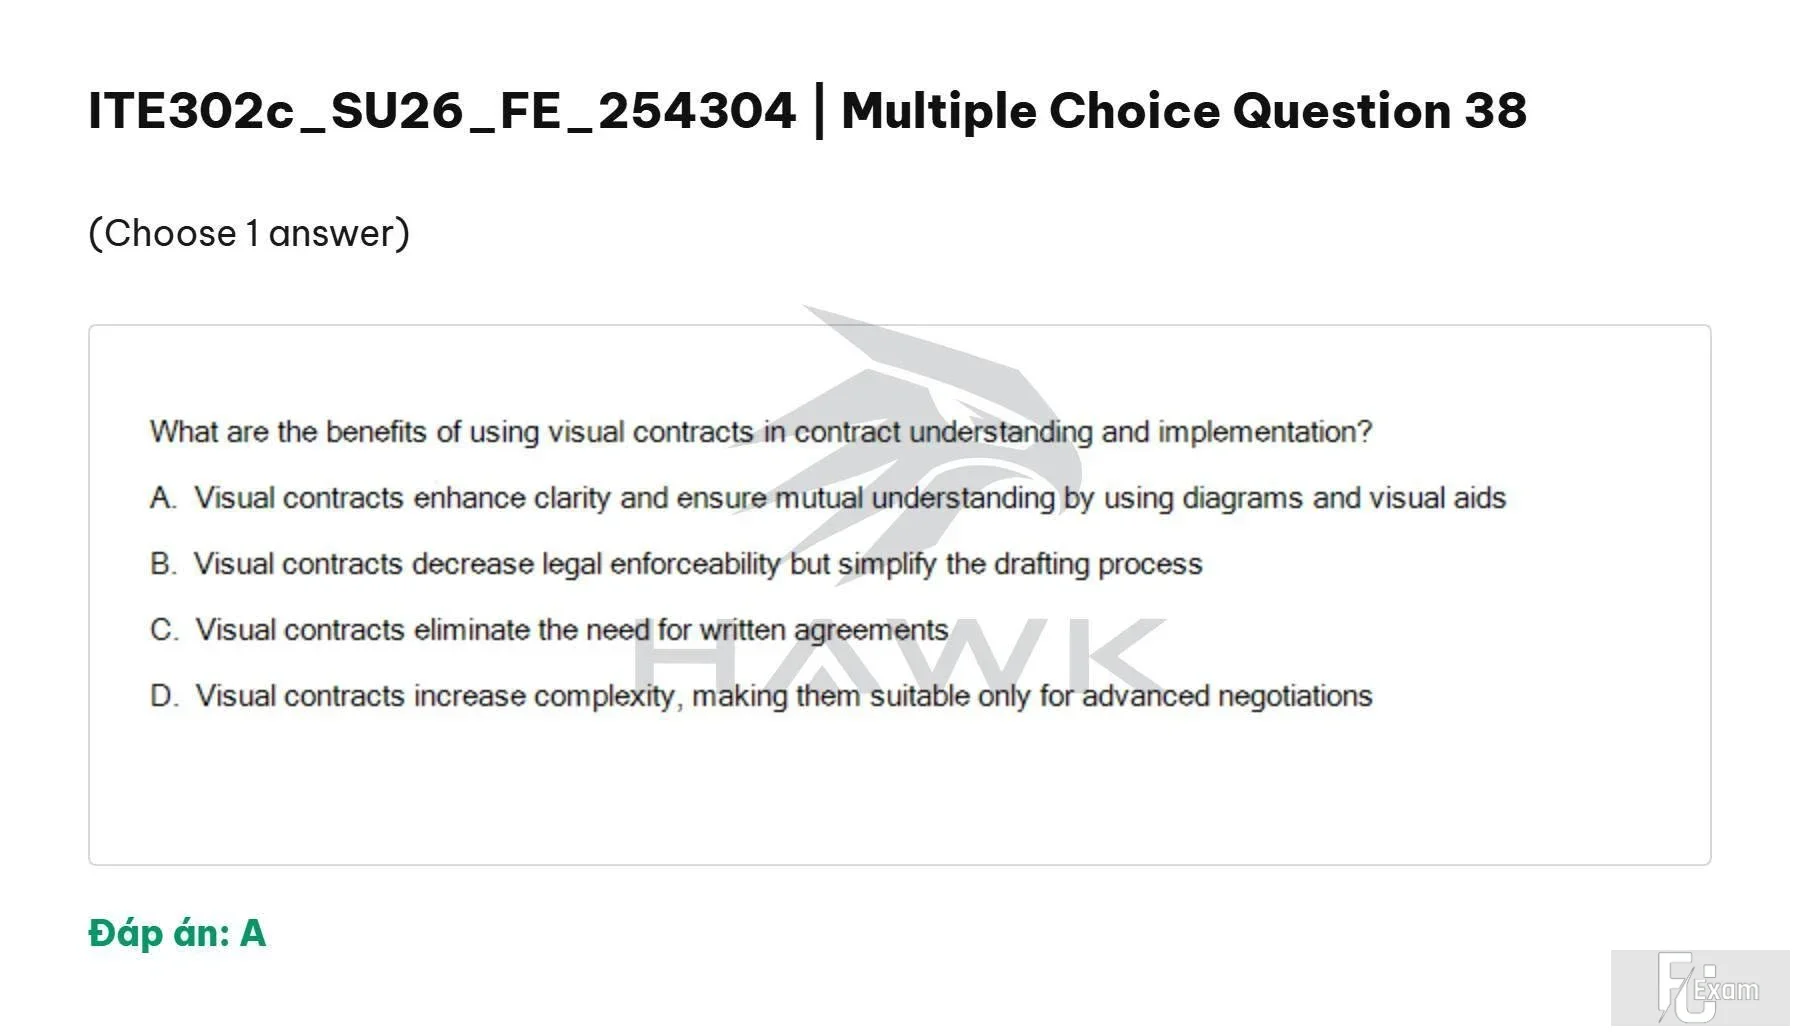 ITE302c_SU26_FE_254304 | Multiple Choice Question 38
(Choose 1 answer)
What are the benefits of using visual contracts in contract understanding and implementation?
A. Visual contracts enhance clarity and ensure mutual understanding by using diagrams and visual aids
B. Visual contracts decrease legal enforceability but simplify the drafting process
C. Visual contracts eliminate the need for written agreements
D. Visual contracts increase complexity, making them suitable only for advanced negotiations
HAWK
Đáp án: A
FU Exam